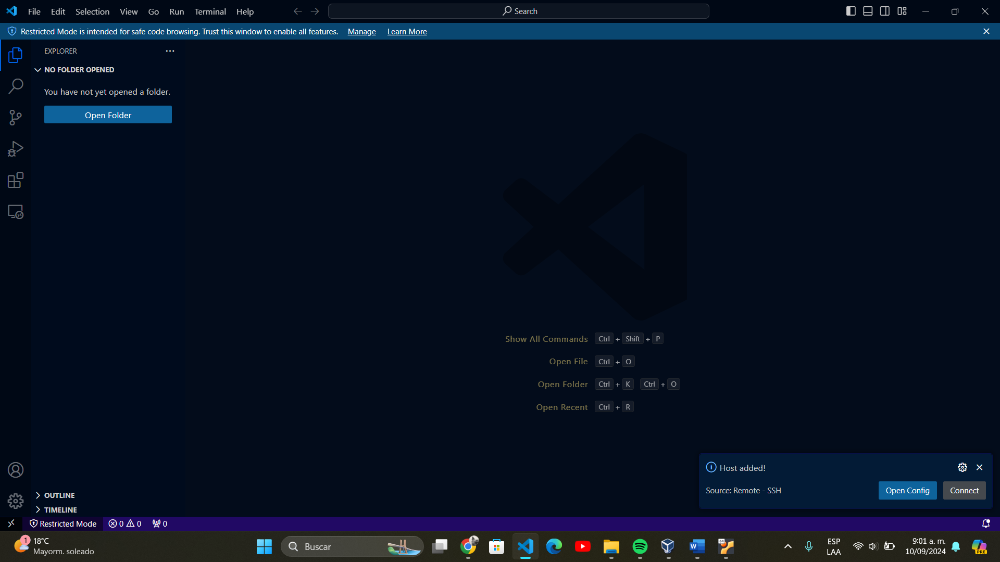 File Edit Selection View Go Run Terminal Help
Search
Restricted Mode is intended for safe code browsing. Trust this window to enable all features. Manage Learn More
EXPLORER
NO FOLDER OPENED
You have not yet opened a folder.
Open Folder
Show All Commands Ctrl + Shift + P
Open File Ctrl + O
Open Folder Ctrl + K Ctrl + O
Open Recent Ctrl + R
Host added!
Source: Remote - SSH Open Config Connect
OUTLINE
TIMELINE
Restricted Mode 0 0 0
1 18°C
Mayorm. soleado
Buscar
W
64
ESP
LAA
9:01 a. m.
10/09/2024
PRE